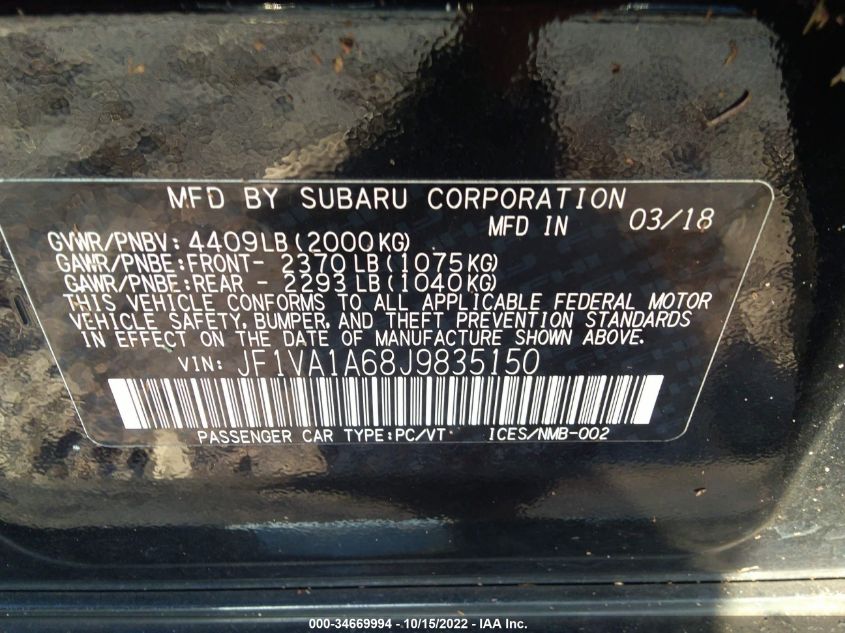 MFD BY SUBARU CORPORATION
MFD IN 03/18
GVWR/PNBV: 4409LB(2000KG)
GAWR/PNBE:FRONT- 2370LB(1075KG)
GAWR/PNBE:REAR - 2293LB(1040KG)
THIS VEHICLE CONFORMS TO ALL APPLICABLE FEDERAL MOTOR
VEHICLE SAFETY, BUMPER, AND THEFT PREVENTION STANDARDS
IN EFFECT ON THE DATE OF MANUFACTURE SHOWN ABOVE.
VIN: JF1VA1A68J9835150
PASSENGER CAR TYPE:PC/VT ICES/NMB-002
000-34669994 - 10/15/2022 - IAA Inc.